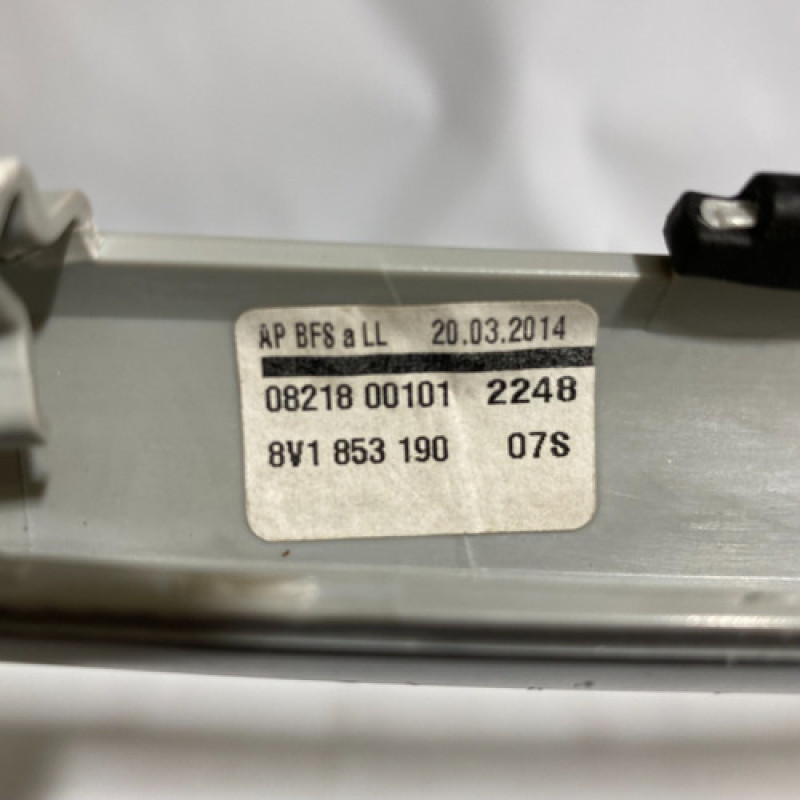 AP BFS a LL 20.03.2014
08218 00101 2248
8V1 853 190 07S